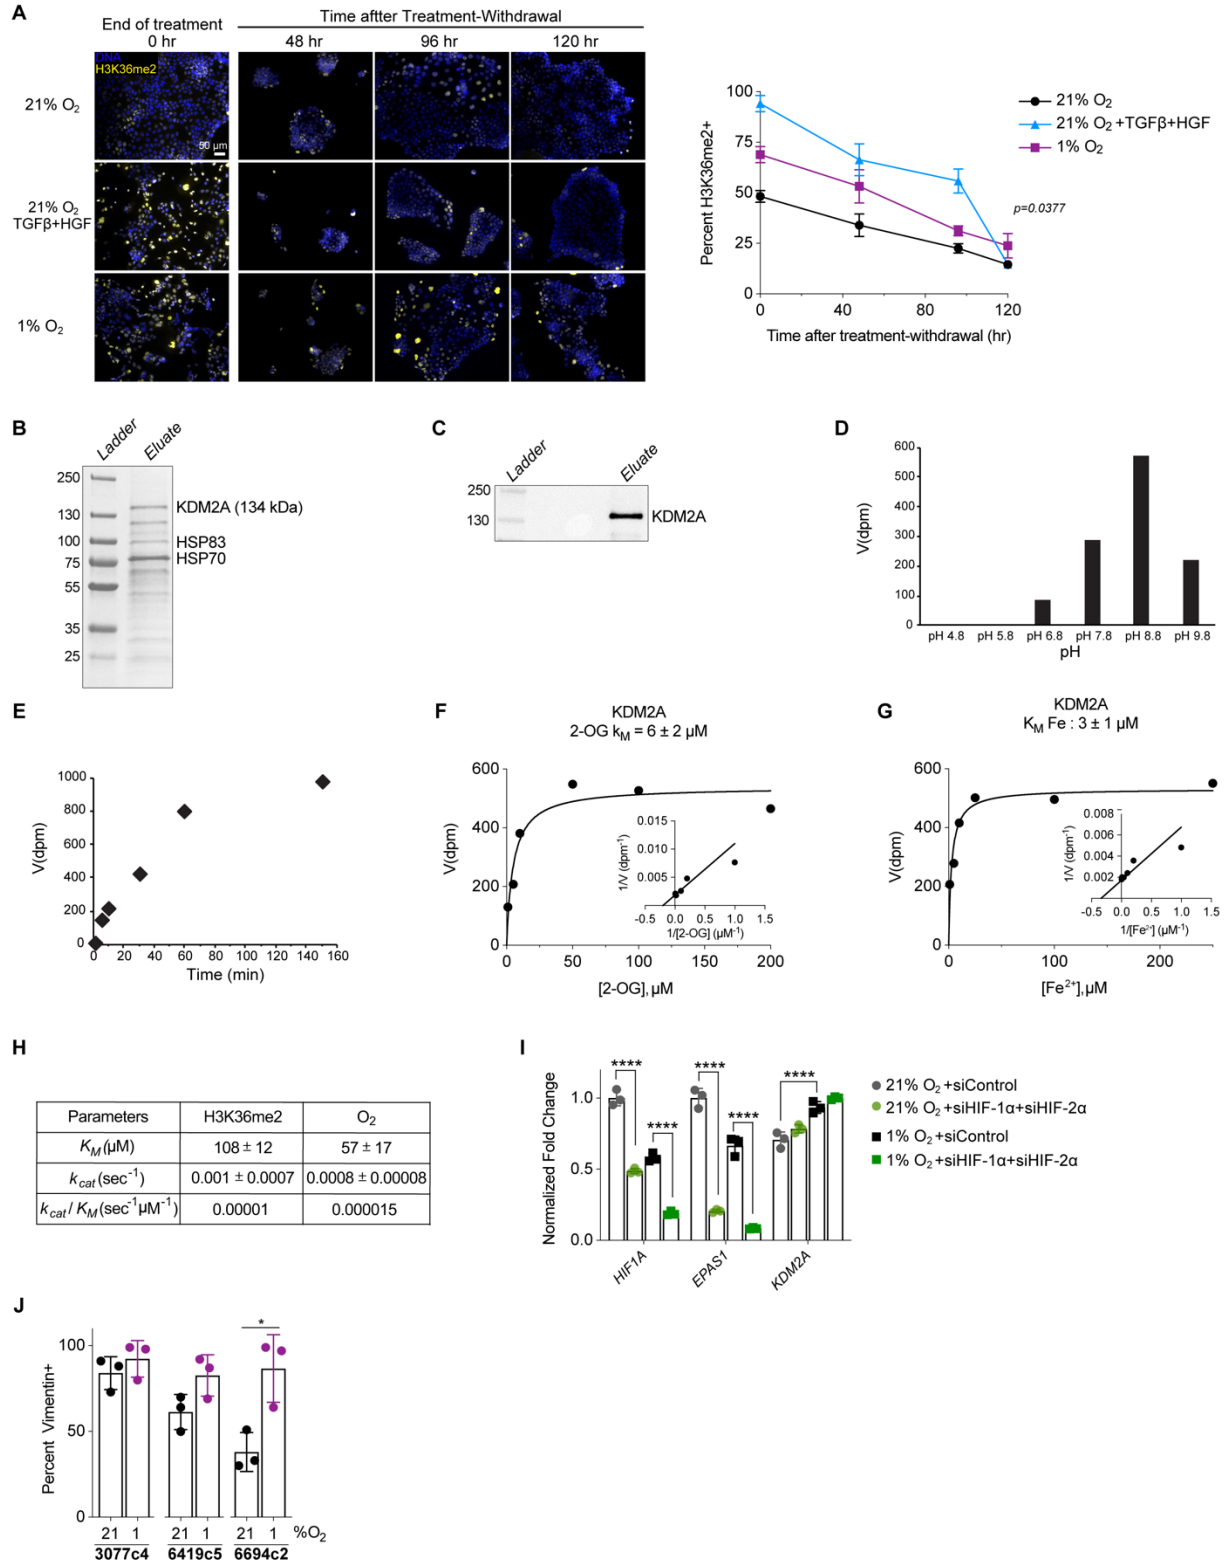 A
End of treatment
Time aftter Treatment-Withdrawal
0 hr
48 hr
96 hr
120 hr
DNA
H3K36me2
50 µm
21% O₂
21% O₂
TGFβ+HGF
1% O₂
100
75
50
25
0
0
40
80
120
Percent H3K36me2+
Time after treatment-withdrawal (hr)
21% O₂
21% O₂ +TGFβ+HGF
1% O₂
p=0.0377
B
Ladder
Eluate
250
130
100
75
55
35
25
KDM2A (134 kDa)
HSP83
HSP70
C
Ladder
Eluate
250
130
KDM2A
D
V(dpm)
600
500
400
300
200
100
0
pH 4.8
pH 5.8
pH 6.8
pH 7.8
pH 8.8
pH 9.8
pH
E
V(dpm)
1000
800
600
400
200
0
0 20 40 60 80 100 120 140 160
Time (min)
F
KDM2A
2-OG kM = 6 ± 2 µM
V(dpm)
600
400
200
0
0 50 100 150 200
[2-OG],µM
1/V (dpm⁻¹)
0.015
0.010
0.005
-0.5 0.0 0.5 1.0 1.5
1/[2-OG] (µM⁻¹)
G
KDM2A
KM Fe : 3 ± 1 µM
V(dpm)
600
400
200
0
0 100 200
[Fe²⁺],µM
1/V (dpm⁻¹)
0.008
0.006
0.004
0.002
-0.5 0.0 0.5 1.0 1.5
1/[Fe²⁺] (µM⁻¹)
H
Parameters H3K36me2 O₂
KM (µM) 108 ± 12 57 ± 17
kcat (sec⁻¹) 0.001 ± 0.0007 0.0008 ± 0.00008
kcat / KM (sec⁻¹µM⁻¹) 0.00001 0.000015
I
Normalized Fold Change
1.0
0.5
0.0
****
****
****
****
****
HIF1A
EPAS1
KDM2A
21% O₂ +siControl
21% O₂ +siHIF-1α+siHIF-2α
1% O₂ +siControl
1% O₂ +siHIF-1α+siHIF-2α
J
Percent Vimentin+
100
50
0
*
21 1 21 1 21 1 %O₂
3077c4 6419c5 6694c2